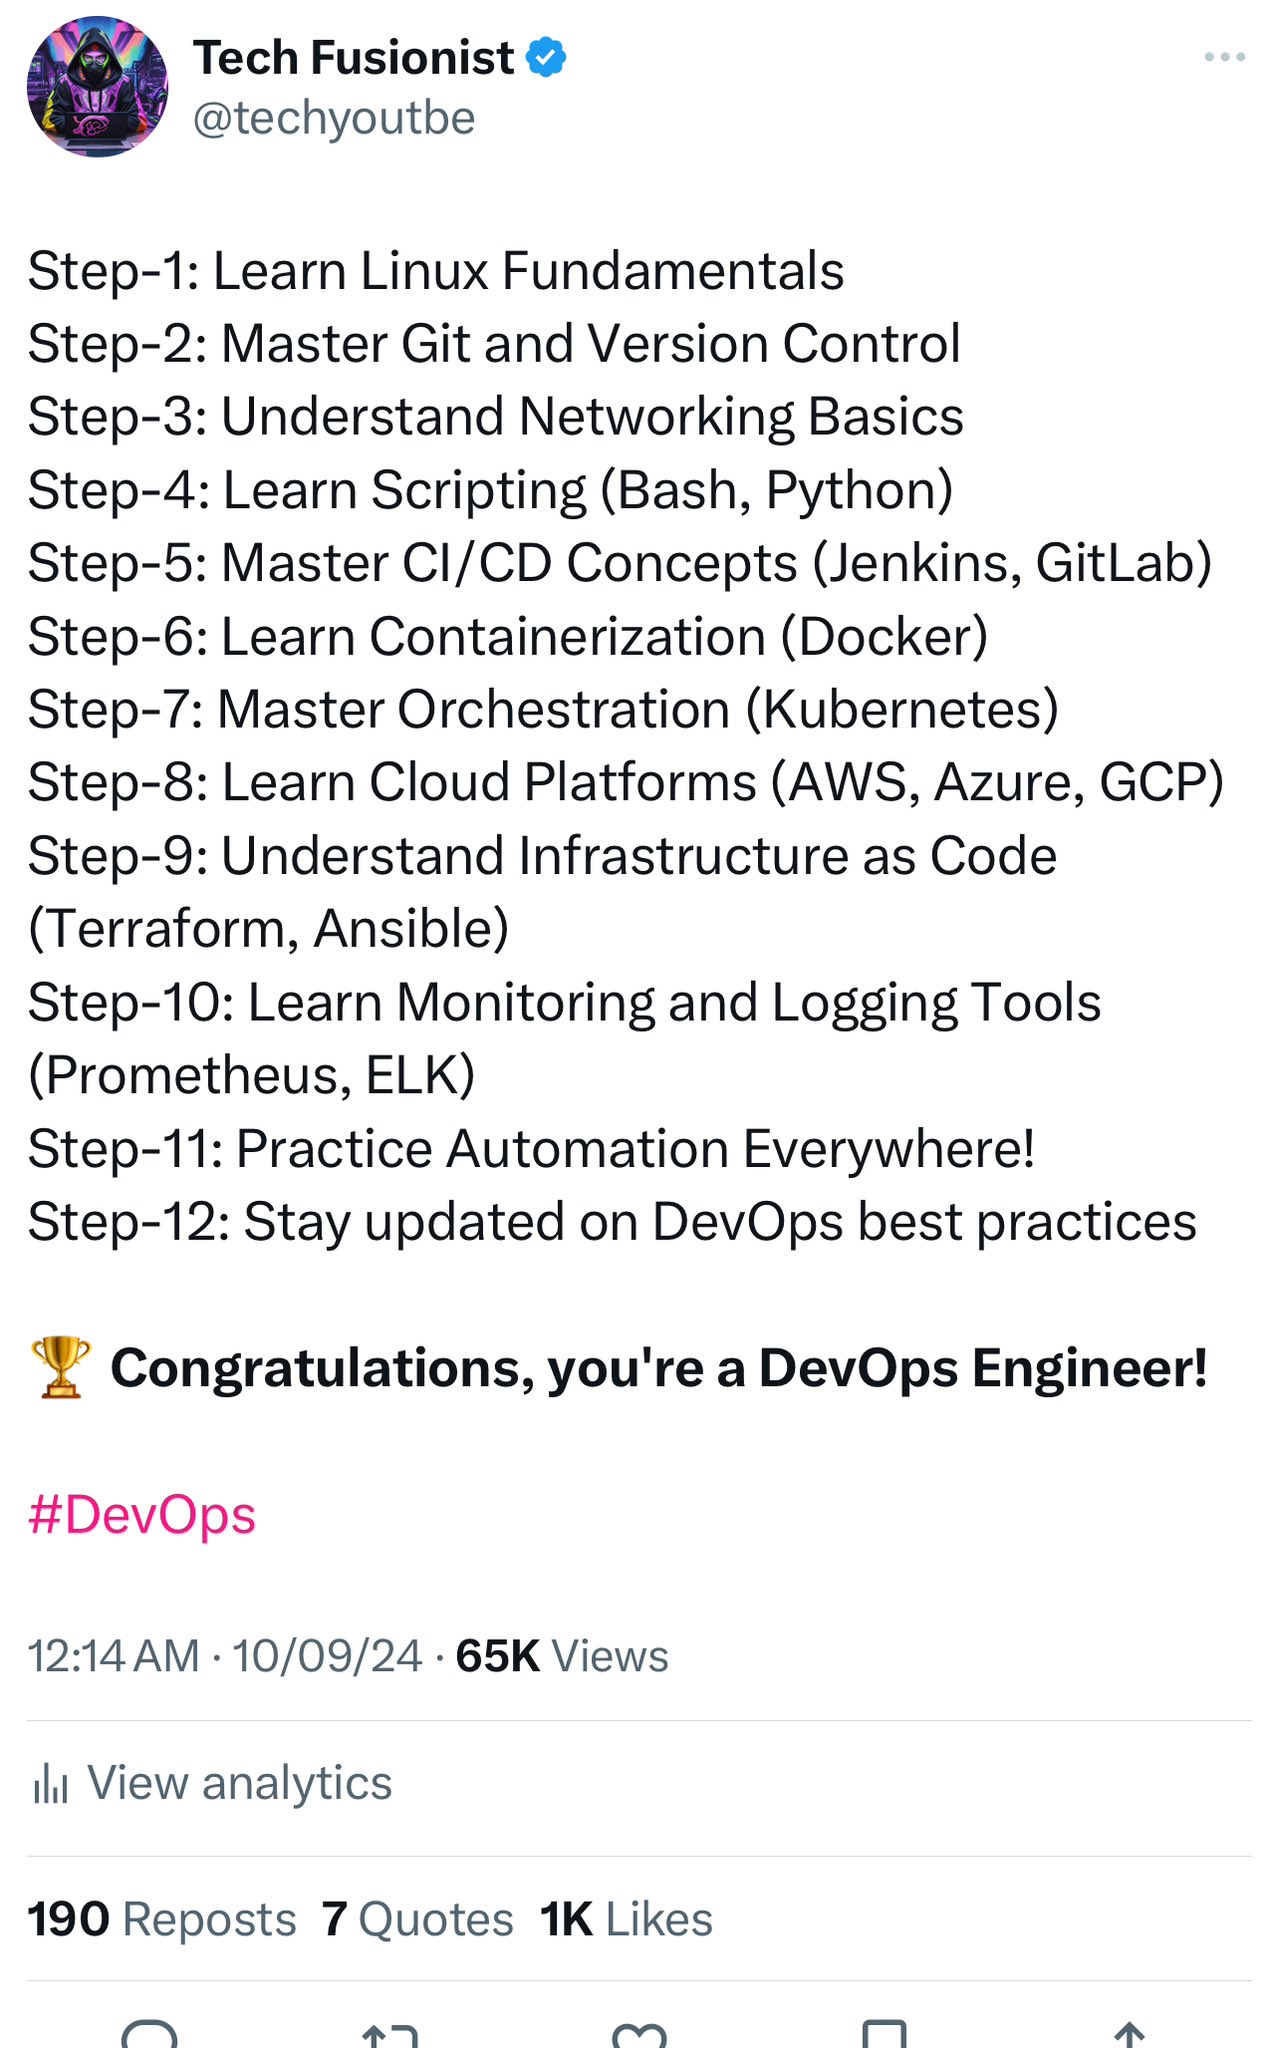 Tech Fusionist
@techyoutbe
Step-1: Learn Linux Fundamentals
Step-2: Master Git and Version Control
Step-3: Understand Networking Basics
Step-4: Learn Scripting (Bash, Python)
Step-5: Master CI/CD Concepts (Jenkins, GitLab)
Step-6: Learn Containerization (Docker)
Step-7: Master Orchestration (Kubernetes)
Step-8: Learn Cloud Platforms (AWS, Azure, GCP)
Step-9: Understand Infrastructure as Code
(Terraform, Ansible)
Step-10: Learn Monitoring and Logging Tools
(Prometheus, ELK)
Step-11: Practice Automation Everywhere!
Step-12: Stay updated on DevOps best practices
🏆 Congratulations, you're a DevOps Engineer!
#DevOps
12:14 AM · 10/09/24 · 65K Views
View analytics
190 Reposts 7 Quotes 1K Likes